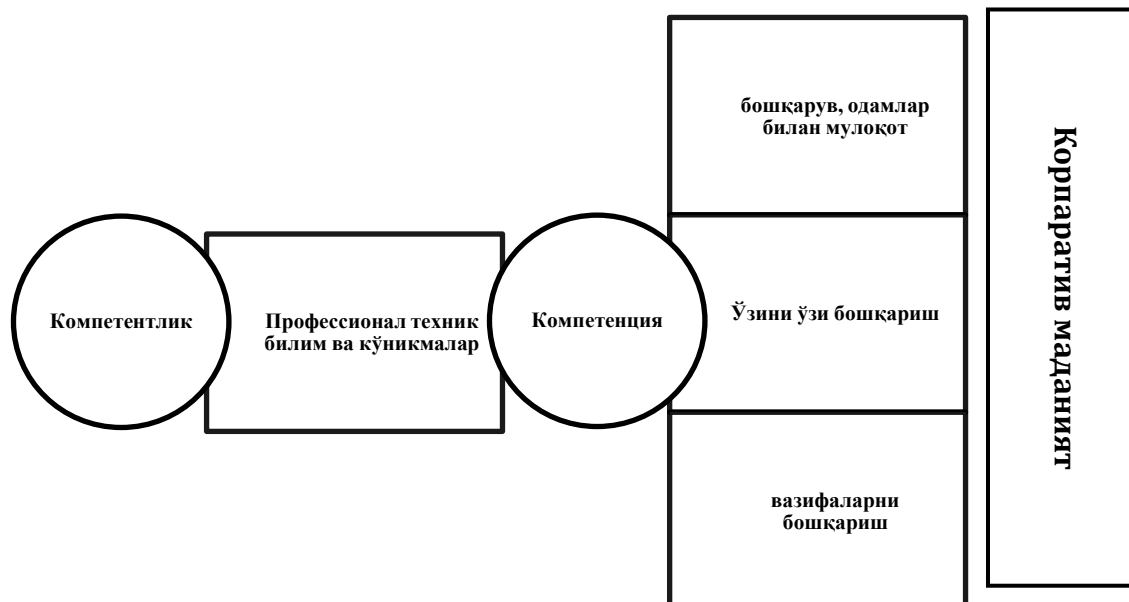 Компетентлик
Профессионал техник
билим ва кўникмалар
Компетенция
бошқарув, одамлар
билан мулоқот
Ўзини ўзи бошқариш
вазифаларни
бошқариш
Корпаратив маданият